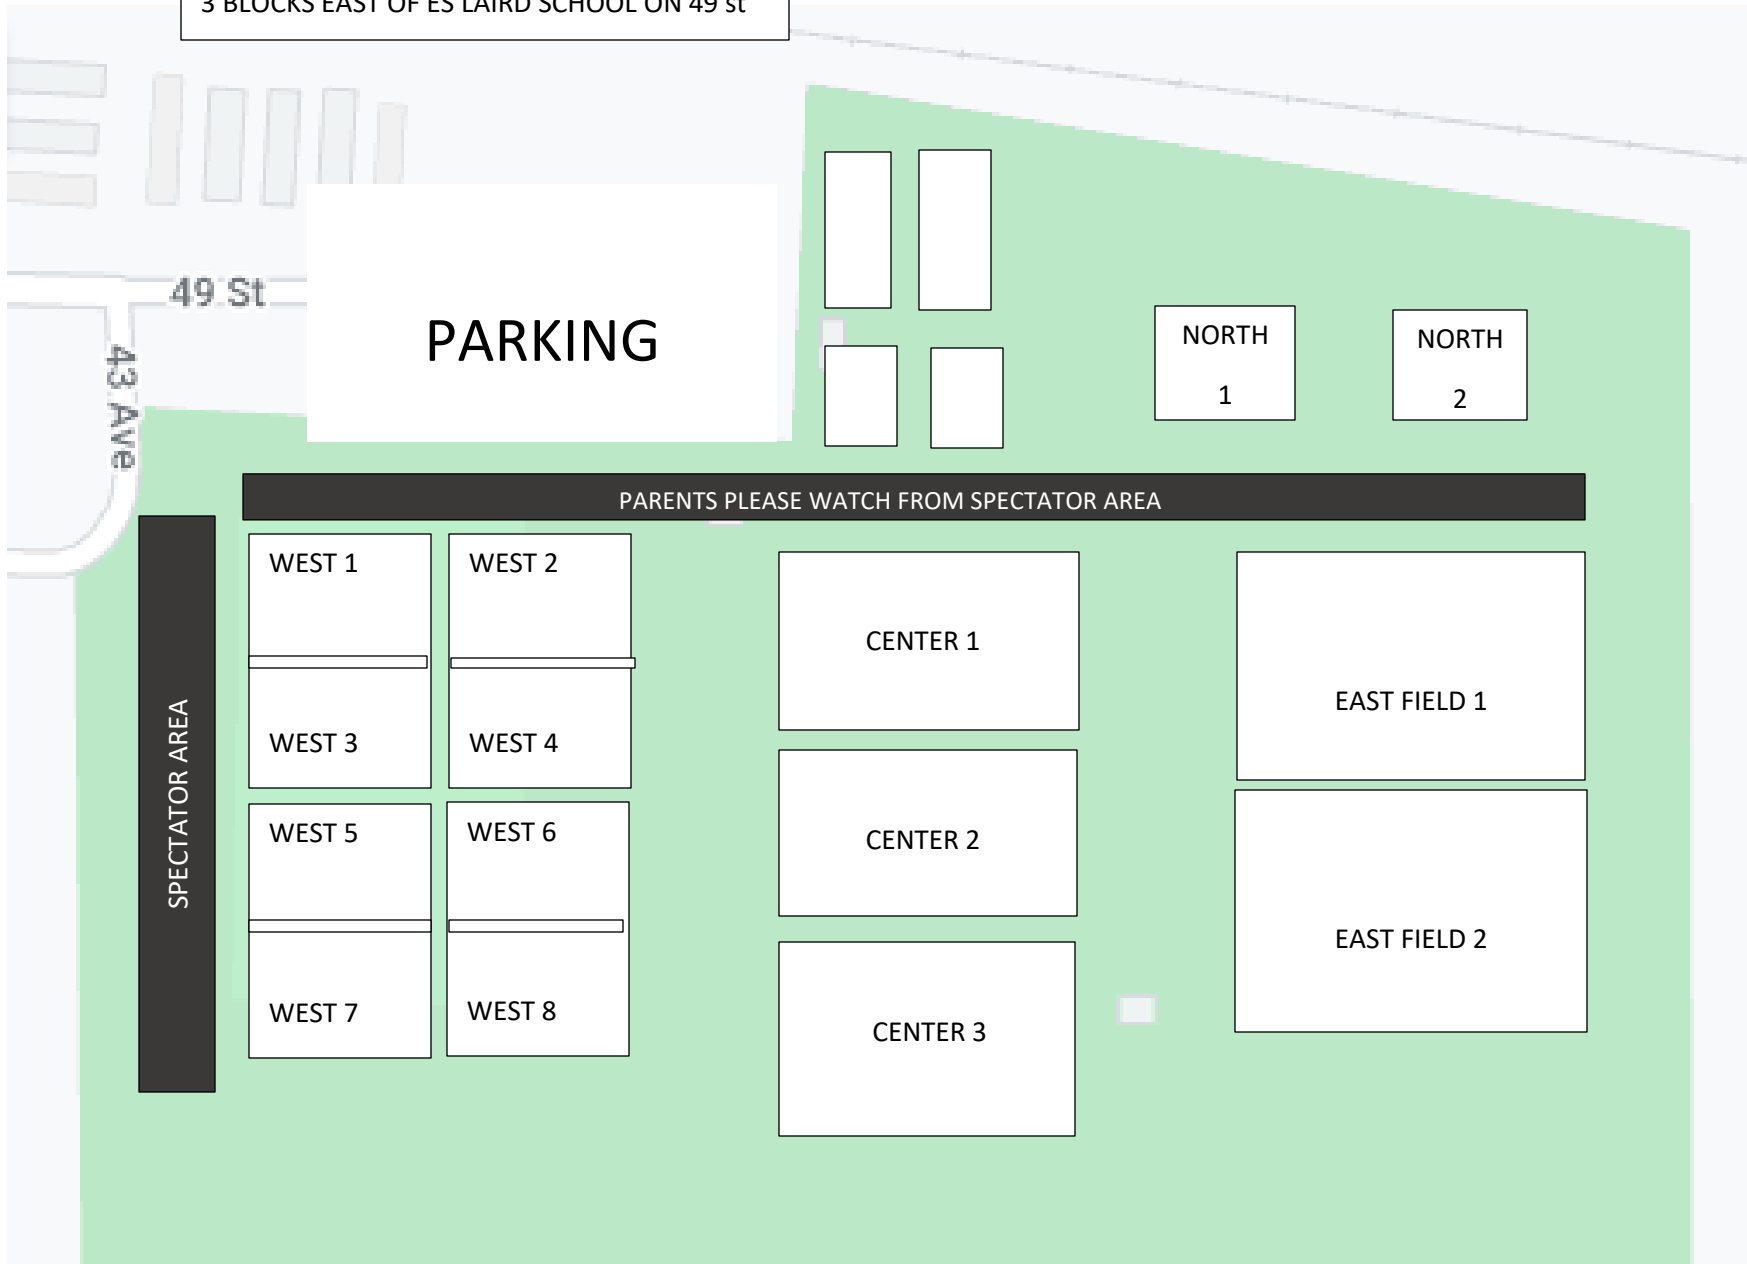 3 BLOCKS EAST OF ES LAIRD SCHOOL ON 49 st
49 St
43 Ave
PARKING
NORTH
1
NORTH
2
PARENTS PLEASE WATCH FROM SPECTATOR AREA
SPECTATOR AREA
WEST 1
WEST 2
WEST 3
WEST 4
WEST 5
WEST 6
WEST 7
WEST 8
CENTER 1
CENTER 2
CENTER 3
EAST FIELD 1
EAST FIELD 2